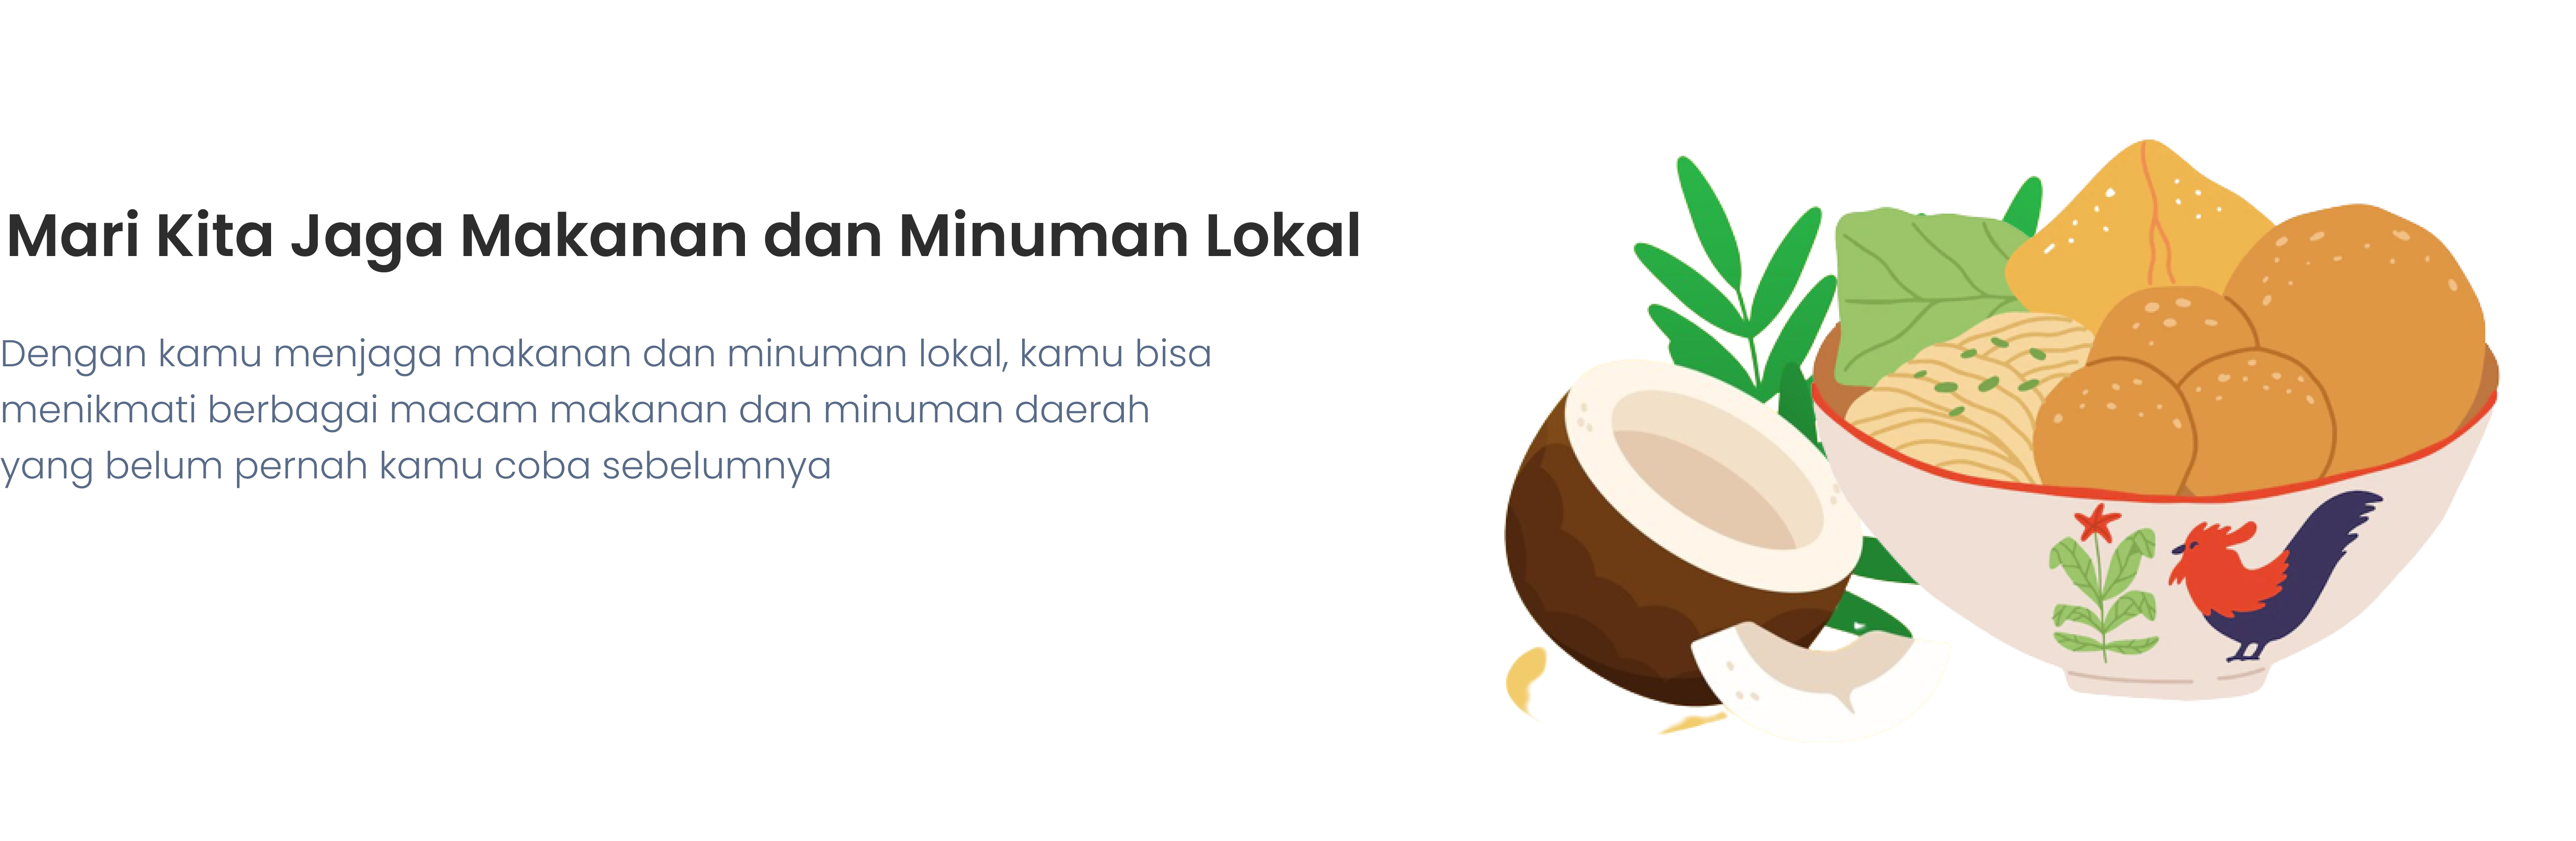 Mari Kita Jaga Makanan dan Minuman Lokal
Dengan kamu menjaga makanan dan minuman lokal, kamu bisa
menikmati berbagai macam makanan dan minuman daerah
yang belum pernah kamu coba sebelumnya